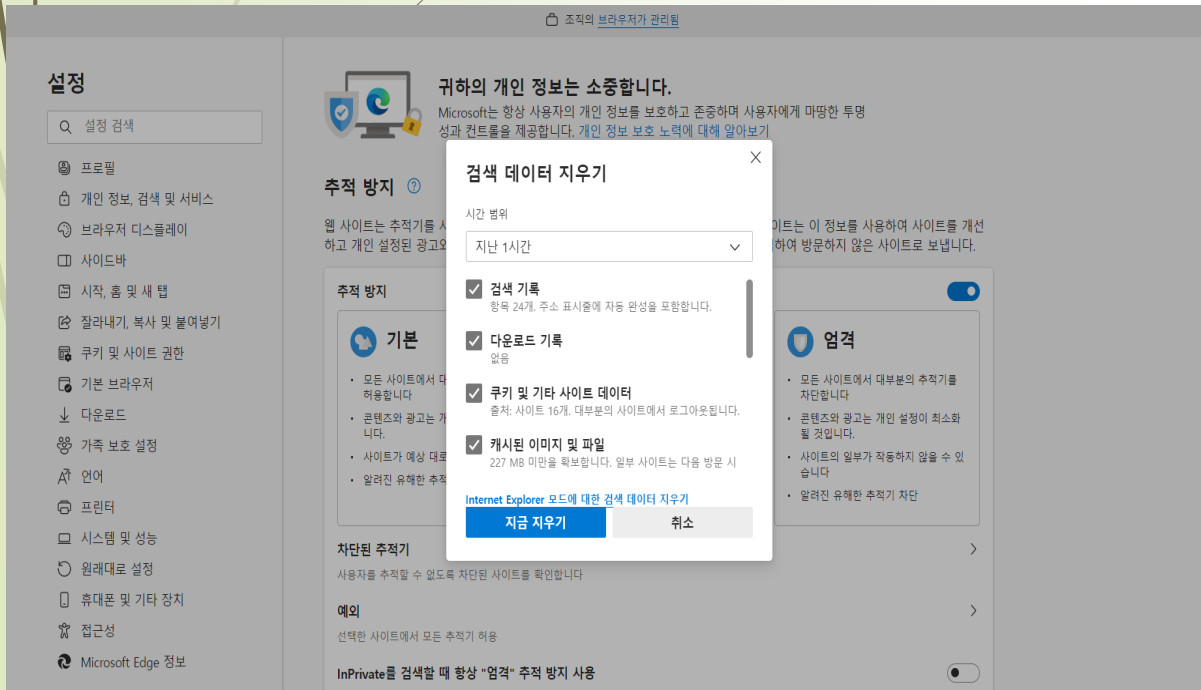 조직의 브라우저가 관리됨
설정
설정 검색
프로필
개인 정보, 검색 및 서비스
브라우저 디스플레이
사이드바
시작, 홈 및 새 탭
잘라내기, 복사 및 붙여넣기
쿠키 및 사이트 권한
기본 브라우저
다운로드
가족 보호 설정
언어
프린터
시스템 및 성능
원래대로 설정
휴대폰 및 기타 장치
접근성
Microsoft Edge 정보
귀하의 개인 정보는 소중합니다.
Microsoft는 항상 사용자의 개인 정보를 보호하고 존중하며 사용자에게 마땅한 투명
성과 컨트롤을 제공합니다. 개인 정보 보호 노력에 대해 알아보기
추적 방지
웹 사이트는 추적기를
이트는 이 정보를 사용하여 사이트를 개선
하고 개인 설정된
하여 방문하지 않은 사이트로 보냅니다.
추적 방지
기본
모든 사이트에서
허용합니다
콘텐츠와 광고는
니다.
사이트가 예상
알려진 유해한
엄격
모든 사이트에서 대부분의 추적기를
차단합니다
콘텐츠와 광고는 개인 설정이 최소화
될 것입니다.
사이트의 일부가 작동하지 않을 수 있
습니다
알려진 유해한 추적기 차단
검색 데이터 지우기
시간 범위
지난 1시간
검색 기록
항목 24개. 주소 표시줄에 자동 완성을 포함합니다.
다운로드 기록
없음
쿠키 및 기타 사이트 데이터
출처: 사이트 16개. 대부분의 사이트에서 로그아웃됩니다.
캐시된 이미지 및 파일
227 MB 미만을 확보합니다. 일부 사이트는 다음 방문 시
Internet Explorer 모드에 대한 검색 데이터 지우기
지금 지우기
취소
차단된 추적기
사용자를 추적할 수 없도록 차단된 사이트를 확인합니다
예외
선택한 사이트에서 모든 추적기 허용
InPrivate를 검색할 때 항상 "엄격" 추적 방지 사용